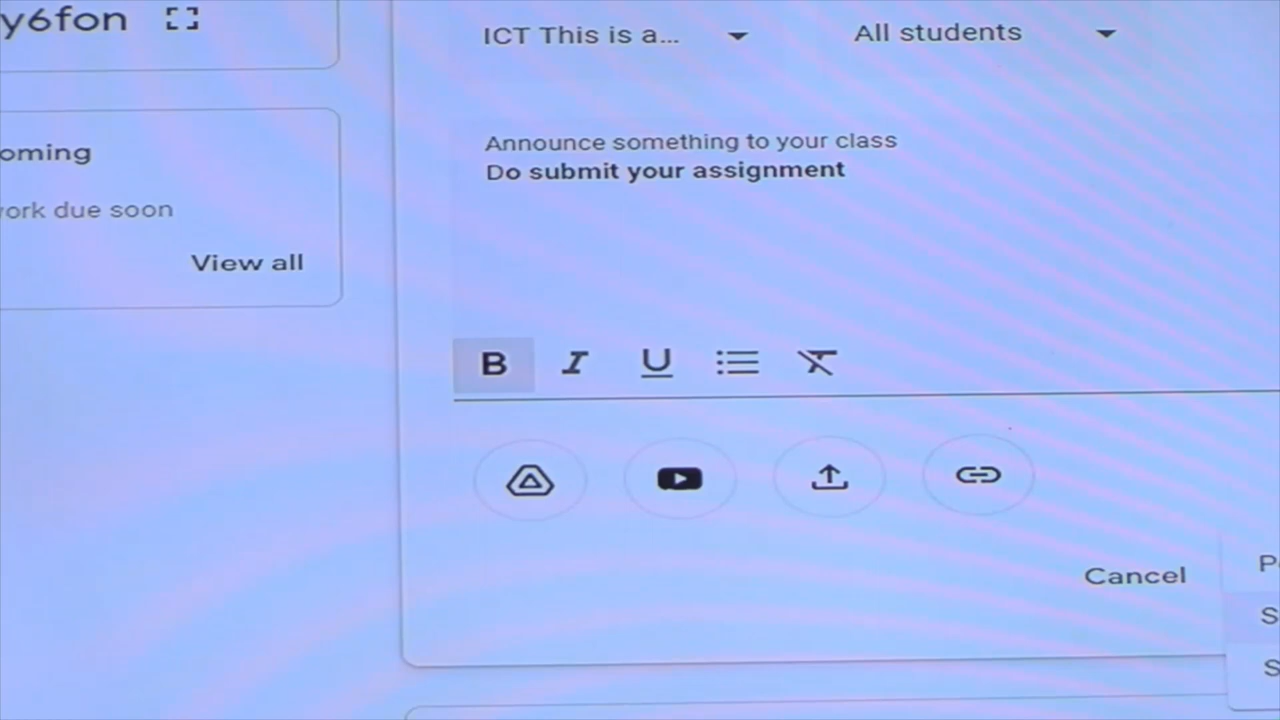 y6fon
ICT This is a...
All students
oming
work due soon
View all
Announce something to your class
Do submit your assignment
B I U
Cancel